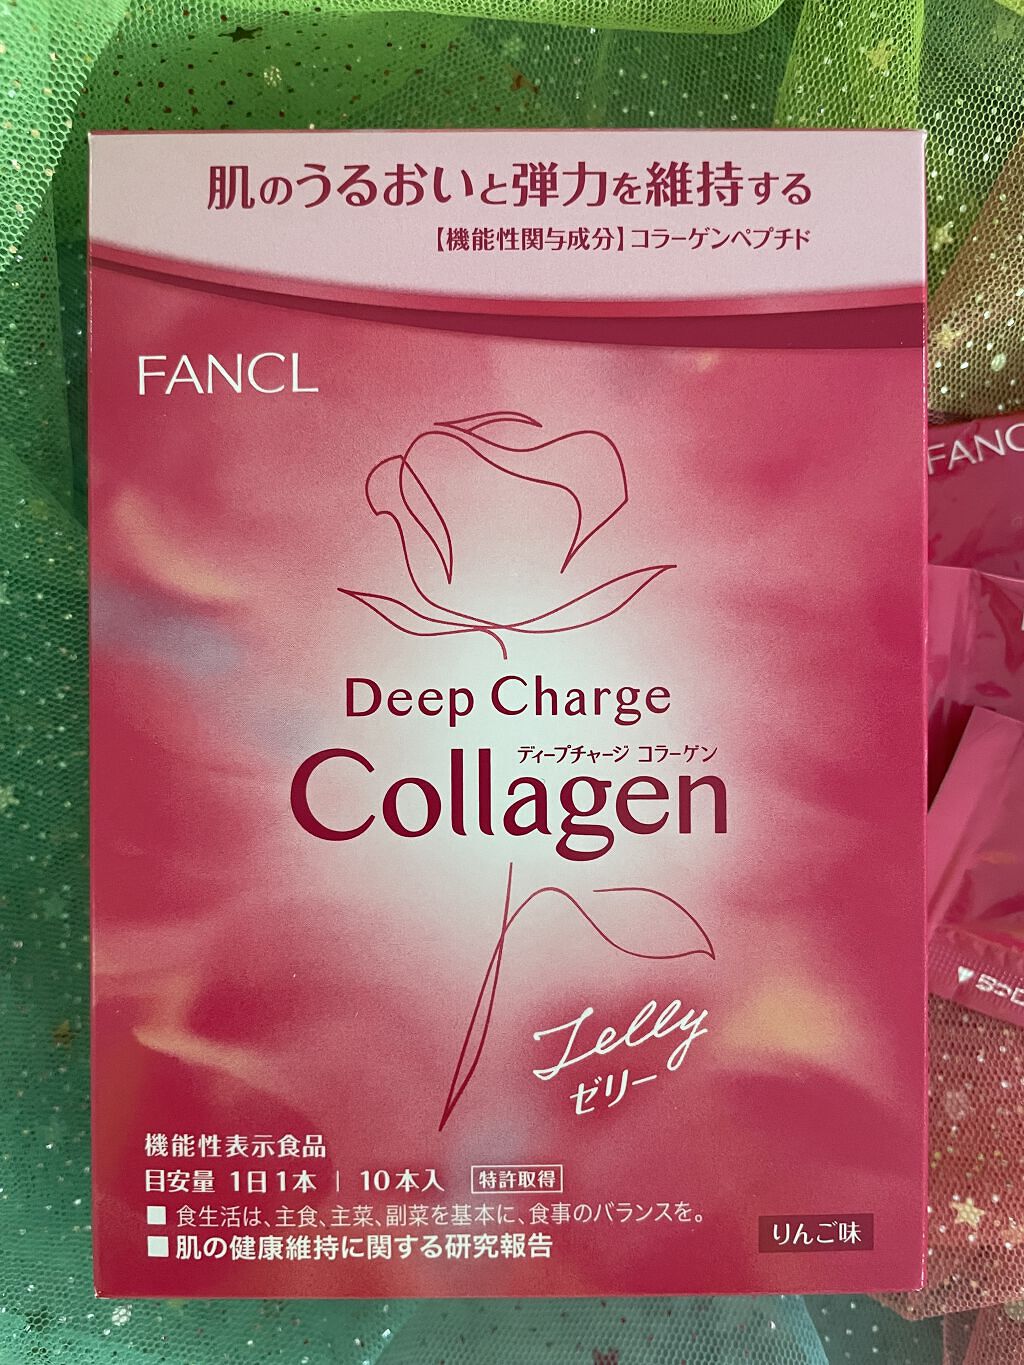 肌のうるおいと弾力を維持する
【機能性関与成分】コラーゲンペプチド
FANCL
Deep Charge
ディープチャージ コラーゲン
Collagen
Jelly
ゼリー
機能性表示食品
目安量 1日1本 | 10本入 特許取得
■ 食生活は、主食、主菜、副菜を基本に、食事のバランスを。
■ 肌の健康維持に関する研究報告
りんご味
FANC